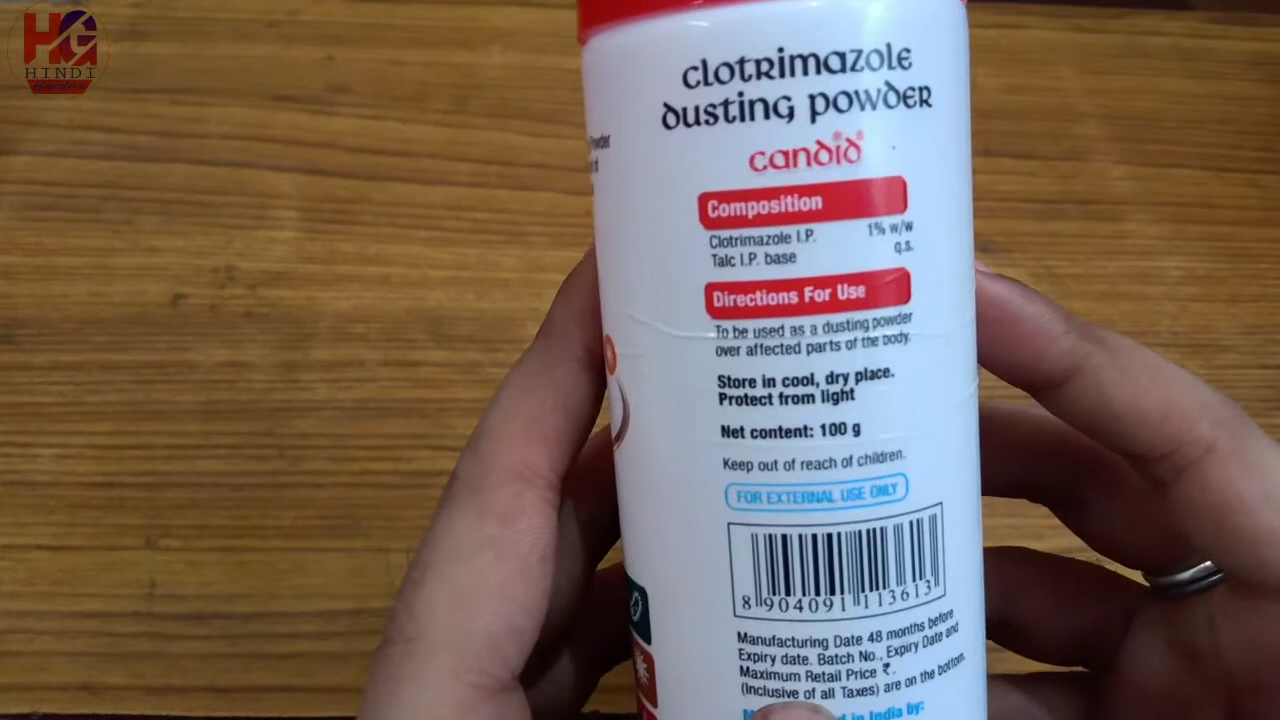 HG
HINDI
clotrimazole
dusting powder
candid
Composition
Clotrimazole I.P. 1% w/w
Talc I.P. base q.s.
Directions For Use
To be used as a dusting powder
over affected parts of the body.
Store in cool, dry place.
Protect from light
Net content: 100 g
Keep out of reach of children.
FOR EXTERNAL USE ONLY
8 904091 113613
Manufacturing Date 48 months before
Expiry date. Batch No., Expiry Date and
Maximum Retail Price ₹.
(Inclusive of all Taxes) are on the bottom.
in India by: